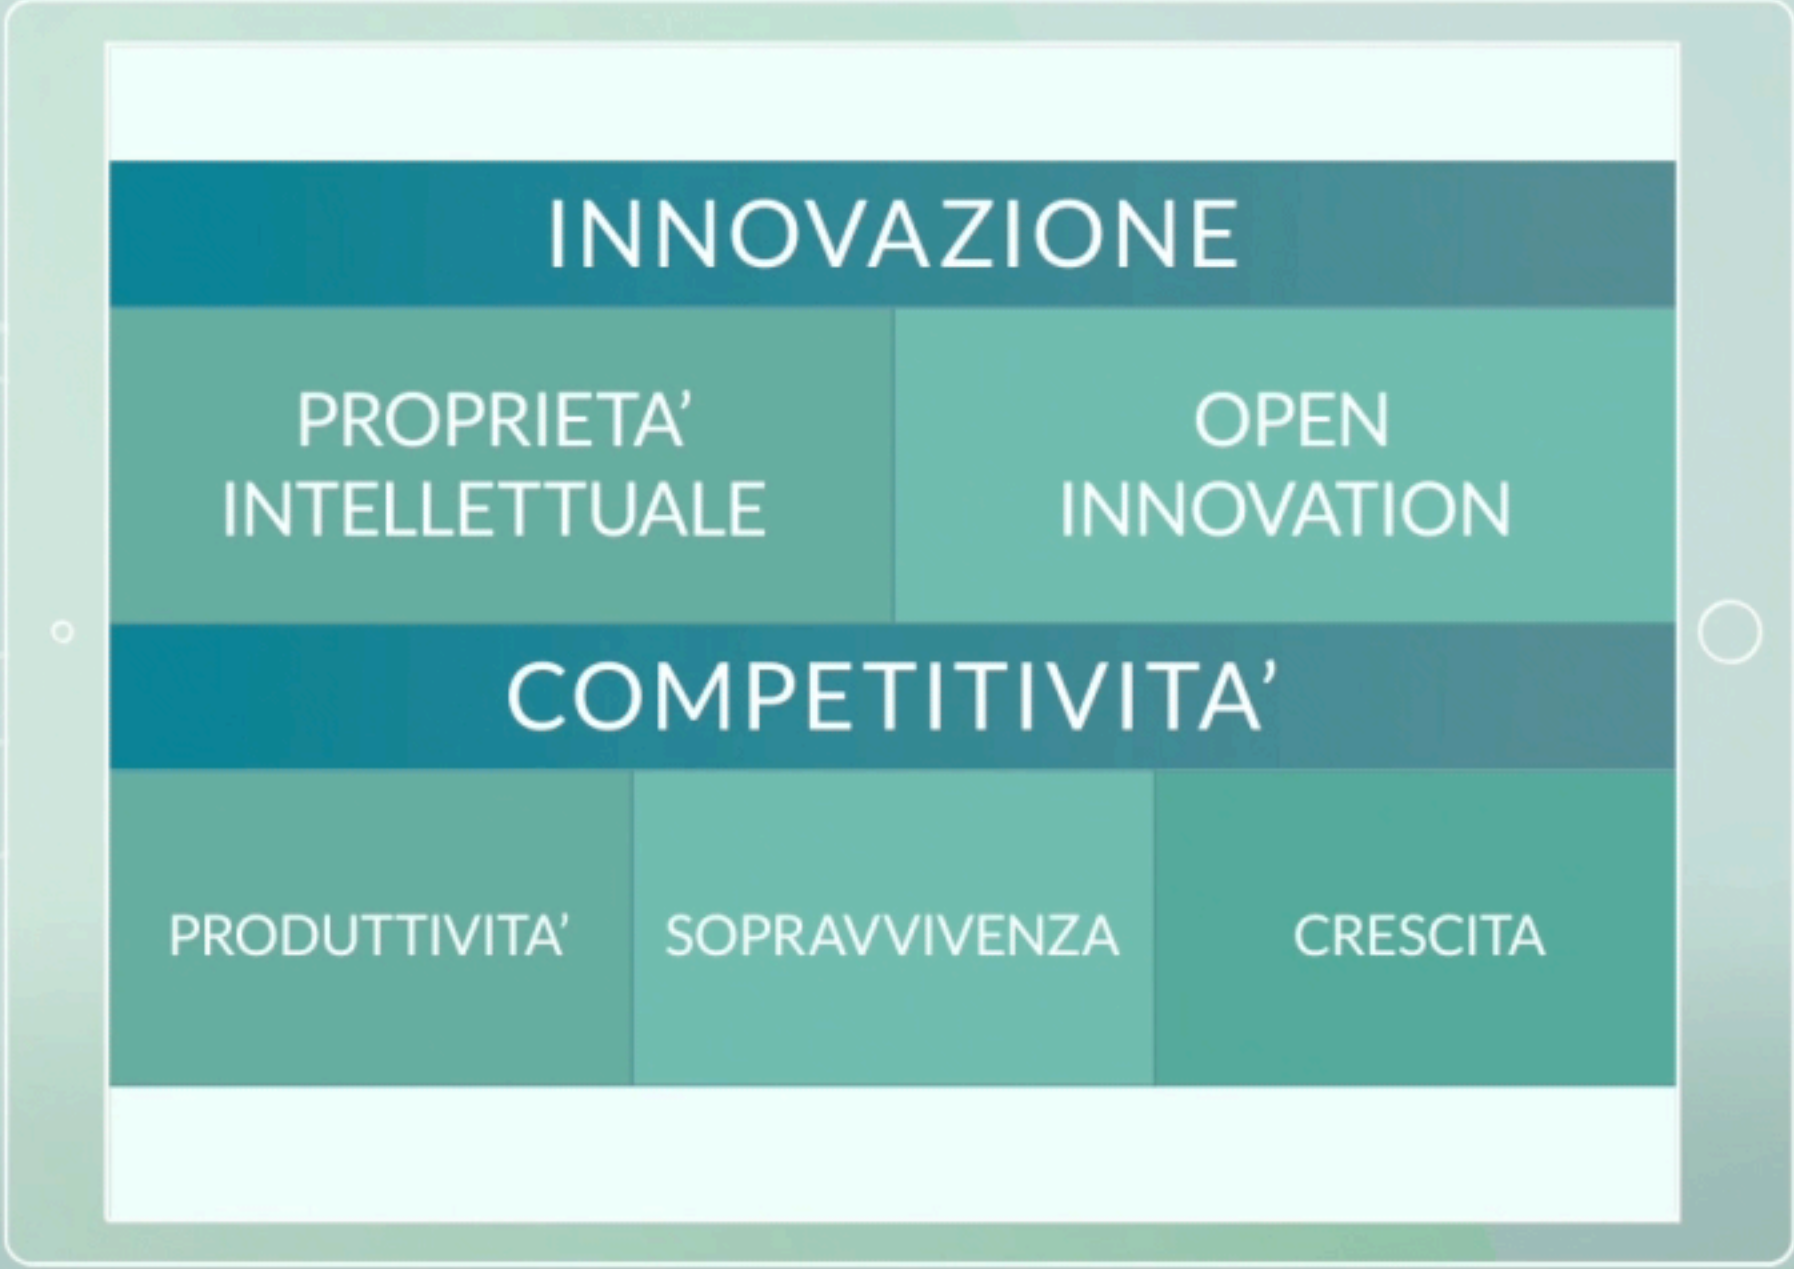 INNOVAZIONE
PROPRIETA’
INTELLETTUALE
OPEN
INNOVATION
COMPETITIVITA’
PRODUTTIVITA’
SOPRAVVIVENZA
CRESCITA